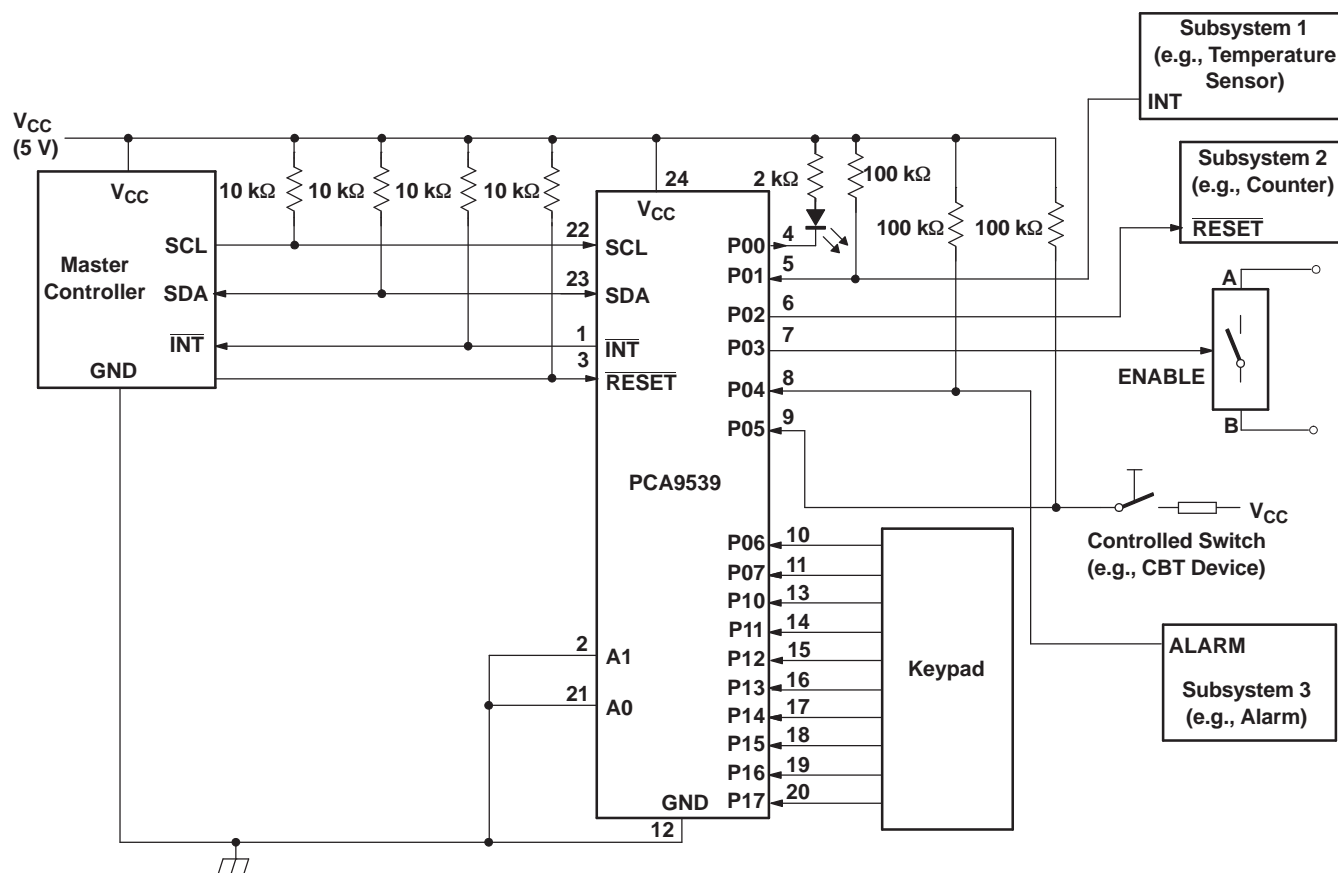 Subsystem 1
(e.g., Temperature
Sensor)
INT
V_CC
(5 V)
Subsystem 2
(e.g., Counter)
RESET
V_CC
10 kΩ
10 kΩ
10 kΩ
10 kΩ
24
V_CC
2 kΩ
100 kΩ
100 kΩ
100 kΩ
Master
Controller
SCL
SDA
INT
GND
22
SCL
23
SDA
1
INT
3
RESET
P00
4
P01
5
P02
6
P03
7
P04
8
P05
9
A
ENABLE
B
PCA9539
V_CC
Controlled Switch
(e.g., CBT Device)
P06
10
P07
11
P10
13
P11
14
P12
15
P13
16
P14
17
P15
18
P16
19
P17
20
Keypad
2
A1
21
A0
ALARM
Subsystem 3
(e.g., Alarm)
GND
12